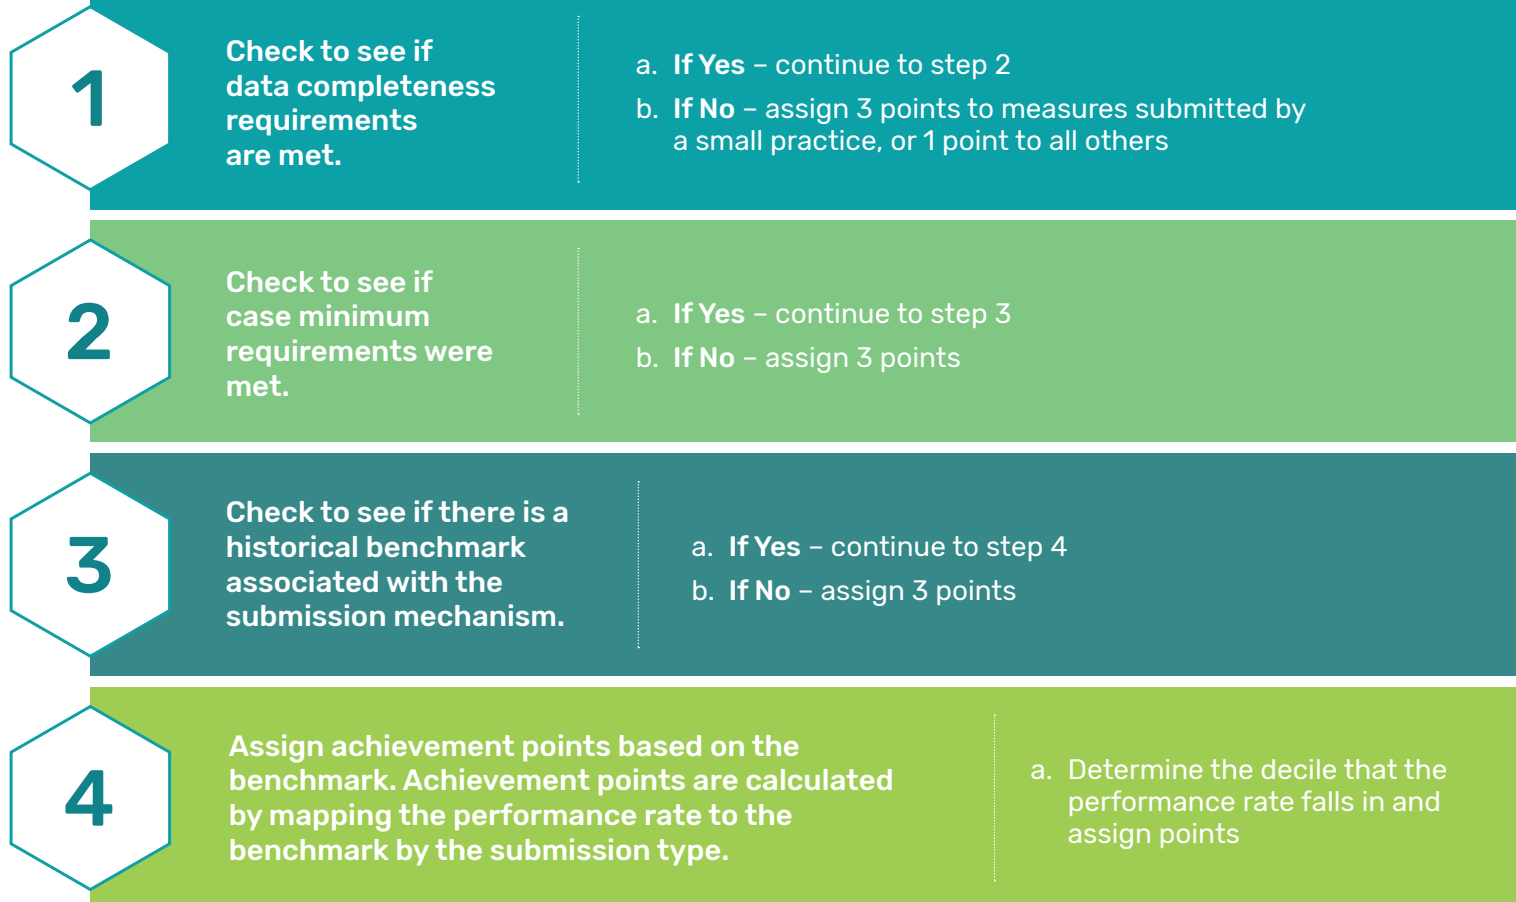 1
Check to see if
data completeness
requirements
are met.
a. If Yes – continue to step 2
b. If No – assign 3 points to measures submitted by
a small practice, or 1 point to all others
2
Check to see if
case minimum
requirements were
met.
a. If Yes – continue to step 3
b. If No – assign 3 points
3
Check to see if there is a
historical benchmark
associated with the
submission mechanism.
a. If Yes – continue to step 4
b. If No – assign 3 points
4
Assign achievement points based on the
benchmark. Achievement points are calculated
by mapping the performance rate to the
benchmark by the submission type.
a. Determine the decile that the
performance rate falls in and
assign points